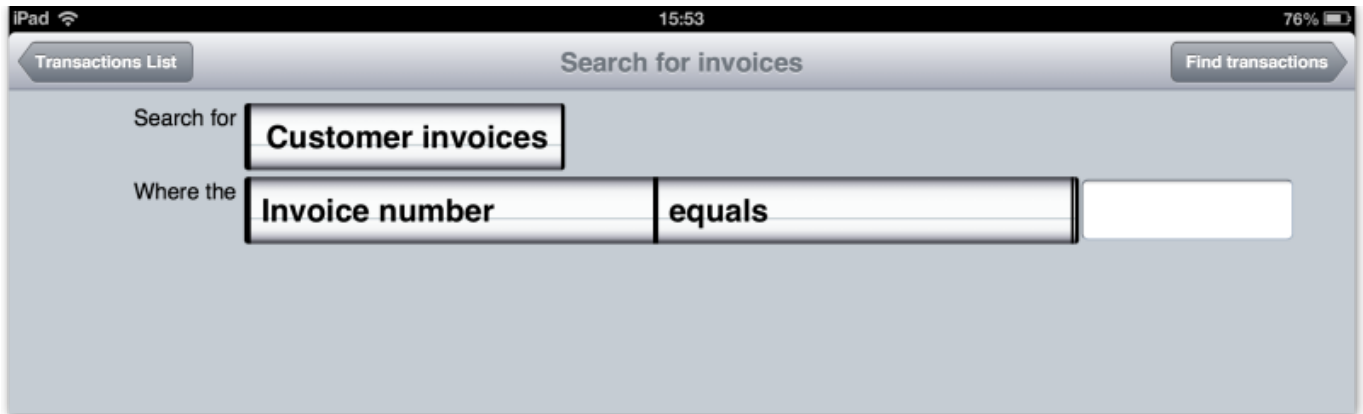 iPad 15:53 76%
Transactions List Search for invoices Find transactions
Search for Customer invoices
Where the Invoice number equals